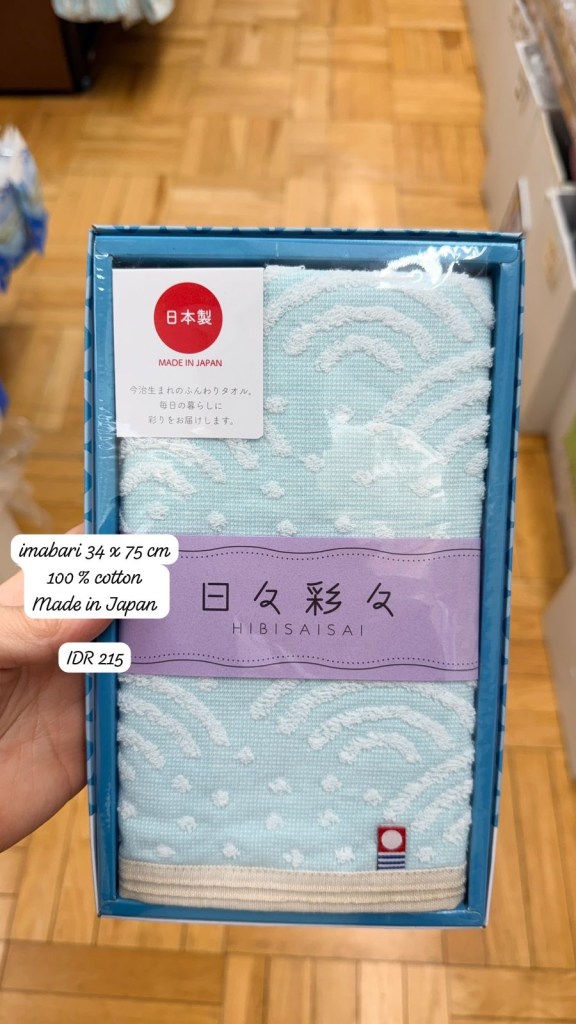 日本製
MADE IN JAPAN
今治生まれのふんわりタオル。
毎日の暮らしに
彩りをお届けします。
imabari 34 x 75 cm
100 % cotton
Made in Japan
IDR 215
日々彩々
HIBISAISAI